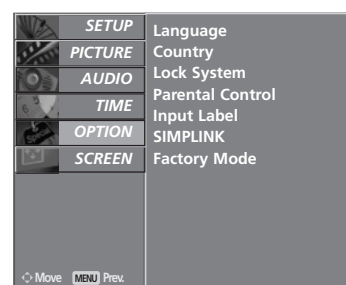 SETUP
PICTURE
AUDIO
TIME
OPTION
SCREEN
Language
Country
Lock System
Parental Control
Input Label
SIMPLINK
Factory Mode
Move MENU Prev.